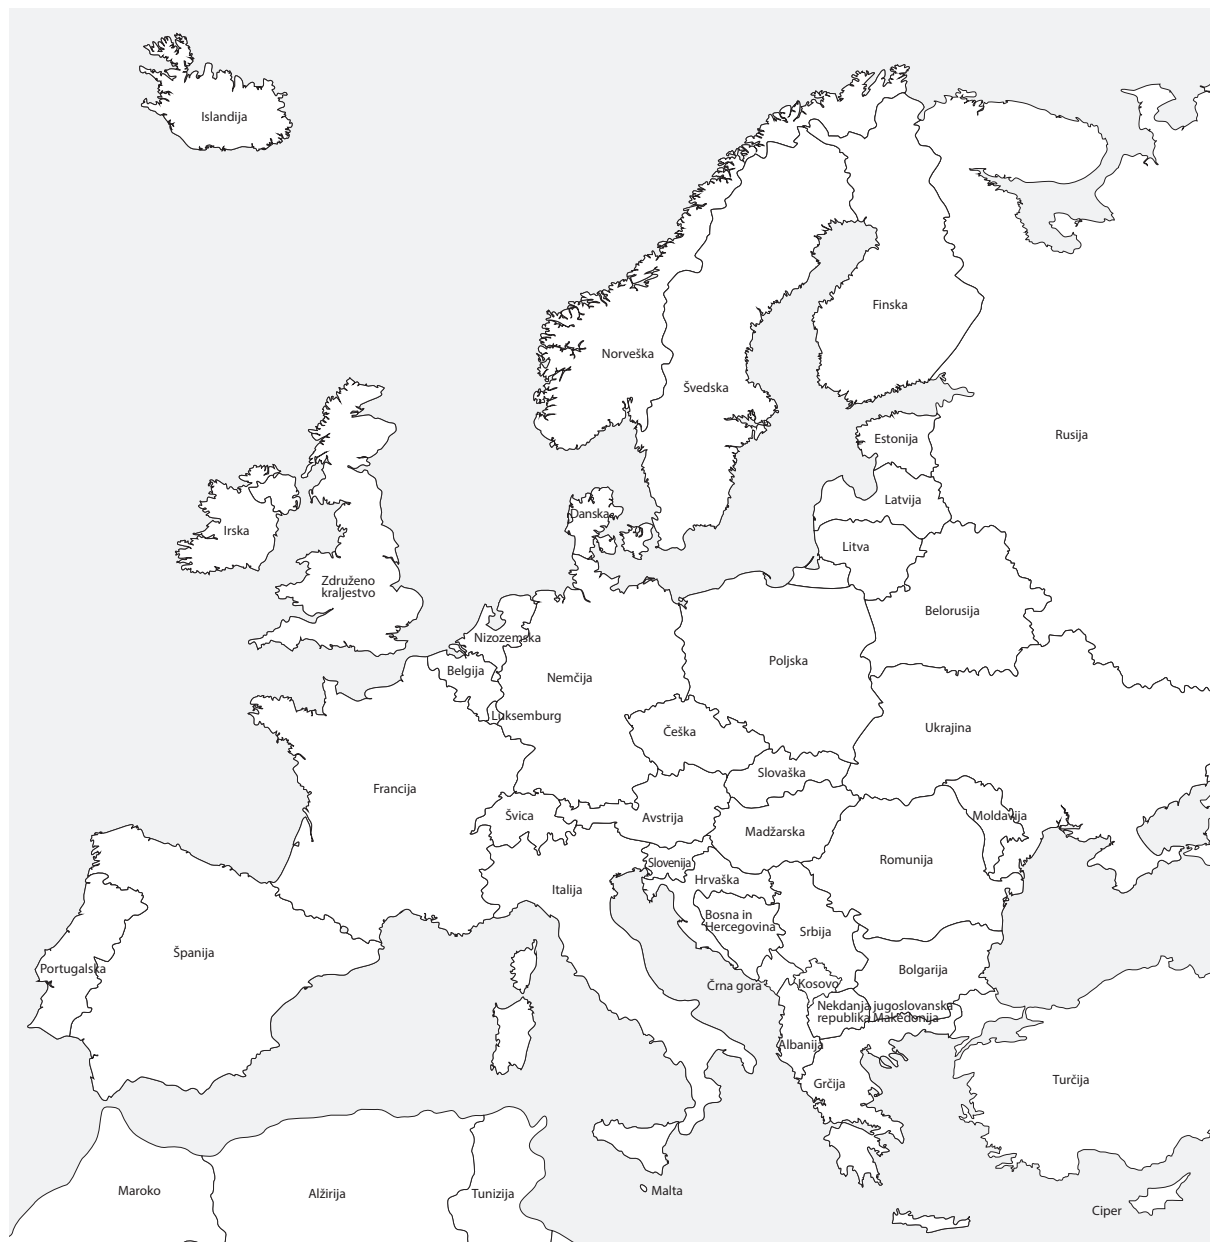 Islandija
Finska
Norveška
Švedska
Rusija
Estonija
Latvija
Danska
Irska
Litva
Združeno
kraljestvo
Belorusija
Nizozemska
Poljska
Belgija
Nemčija
Luksemburg
Ukrajina
Češka
Slovaška
Francija
Švica
Avstrija
Moldavija
Madžarska
Romunija
Slovenija
Hrvaška
Italija
Bosna in
Hercegovina
Srbija
Španija
Portugalska
Bolgarija
Črna gora
Kosovo
Nekdanja jugoslovanska
republika Makedonija
Albanija
Grčija
Turčija
Maroko
Alžirija
Tunizija
Malta
Ciper